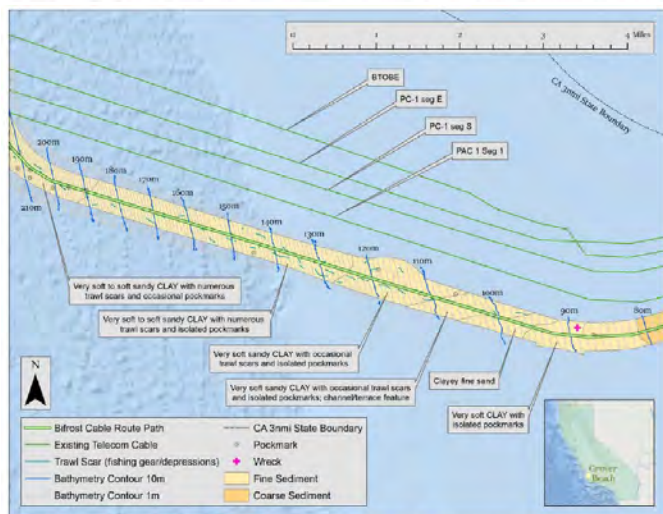 0 1 2 3 4 Miles
CA 3nmi State Boundary
BTOBE
PC-1 seg E
PC-1 seg S
PAC 1 Seg 1
210m
200m
190m
180m
170m
160m
150m
140m
130m
120m
110m
100m
90m
80m
Very soft to soft sandy CLAY with numerous
trawl scars and occasional pockmarks
Very soft to soft sandy CLAY with numerous
trawl scars and isolated pockmarks
Very soft sandy CLAY with occasional
trawl scars and isolated pockmarks
Very soft sandy CLAY with occasional trawl scars
and isolated pockmarks; channel/terrace feature
Clayey fine sand
Very soft CLAY with
isolated pockmarks
N
Bifrost Cable Route Path
Existing Telecom Cable
Trawl Scar (fishing gear/depressions)
Bathymetry Contour 10m
Bathymetry Contour 1m
CA 3nmi State Boundary
Pockmark
Wreck
Fine Sediment
Coarse Sediment
Grover
Beach